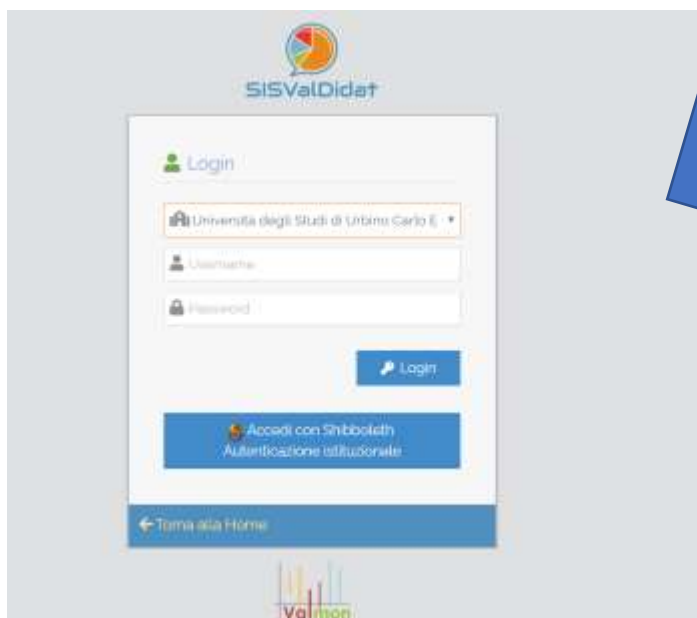 SISValDidat
Login
Università degli Studi di Urbino Carlo B
Username
Password
Login
Accedi con Shibboleth
Autenticazione istituzionale
Torna alla Home
Valmon